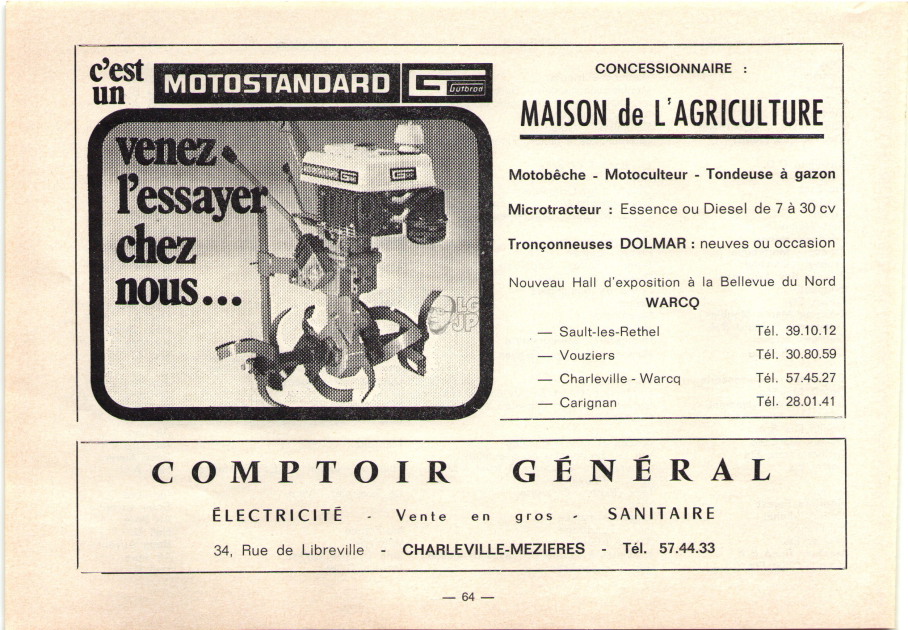 c'est
un
MOTOSTANDARD
Gutbrod
venez
l'essayer
chez
nous...
CONCESSIONNAIRE :
MAISON de L'AGRICULTURE
Motobêche - Motoculteur - Tondeuse à gazon
Microtracteur : Essence ou Diesel de 7 à 30 cv
Tronçonneuses DOLMAR : neuves ou occasion
Nouveau Hall d'exposition à la Bellevue du Nord
WARCQ
— Sault-les-Rethel Tél. 39.10.12
— Vouziers Tél. 30.80.59
— Charleville - Warcq Tél. 57.45.27
— Carignan Tél. 28.01.41
COMPTOIR GÉNÉRAL
ÉLECTRICITÉ - Vente en gros - SANITAIRE
34, Rue de Libreville - CHARLEVILLE-MEZIERES - Tél. 57.44.33
— 64 —